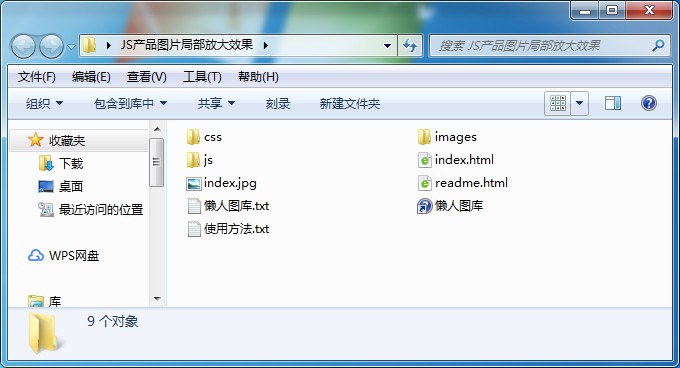 JS产品图片局部放大效果
搜索 JS产品图片局部放大效果
文件(F) 编辑(E) 查看(V) 工具(T) 帮助(H)
组织 包含到库中 共享 刻录 新建文件夹
收藏夹
下载
桌面
最近访问的位置
WPS网盘
库
css
images
js
index.html
index.jpg
readme.html
懒人图库.txt
懒人图库
使用方法.txt
9 个对象